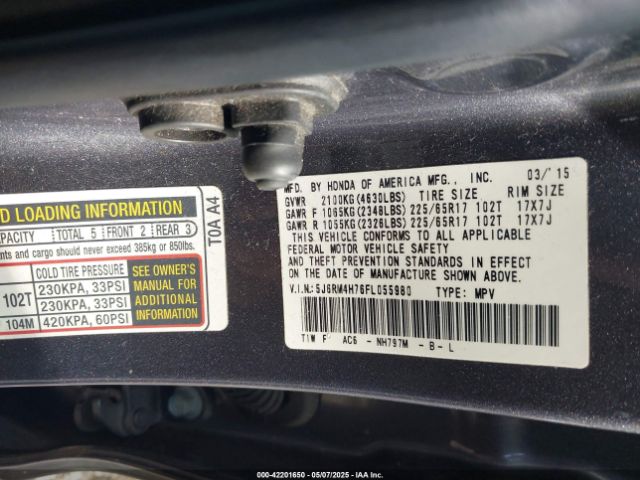 D LOADING INFORMATION
APACITY TOTAL 5 FRONT 2 REAR 3
ants and cargo should never exceed 385kg or 850lbs.
COLD TIRE PRESSURE
102T 230KPA, 33PSI
230KPA, 33PSI
104M 420KPA, 60PSI
SEE OWNER'S
MANUAL FOR
ADDITIONAL
INFORMATION
T0A A4
MFD. BY HONDA OF AMERICA MFG., INC. 03/'15
GVWR 2100KG(4630LBS) TIRE SIZE RIM SIZE
GAWR F 1065KG(2348LBS) 225/65R17 102T 17X7J
GAWR R 1055KG(2326LBS) 225/65R17 102T 17X7J
THIS VEHICLE CONFORMS TO ALL APPLICABLE
FEDERAL MOTOR VEHICLE SAFETY
AND THEFT PREVENTION STANDARDS IN EFFECT
ON THE DATE OF MANUFACTURE SHOWN ABOVE.
V.I.N.: 5J6RM4H76FL055980 TYPE: MPV
T1W F AC6 - NH797M - B - L
000-42201650 - 05/07/2025 - IAAI.COM